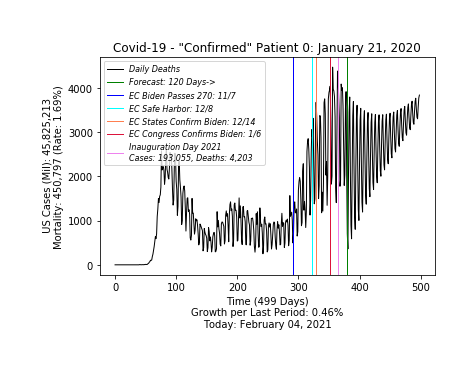 Covid-19 - "Confirmed" Patient 0: January 21, 2020
Daily Deaths
Forecast: 120 Days->
EC Biden Passes 270: 11/7
EC Safe Harbor: 12/8
EC States Confirm Biden: 12/14
EC Congress Confirms Biden: 1/6
Inauguration Day 2021
Cases: 193,055, Deaths: 4,203
US Cases (Mil): 45,825,213
Mortality: 450,797 (Rate: 1.69%)
4000
3000
2000
1000
0
0 100 200 300 400 500
Time (499 Days)
Growth per Last Period: 0.46%
Today: February 04, 2021